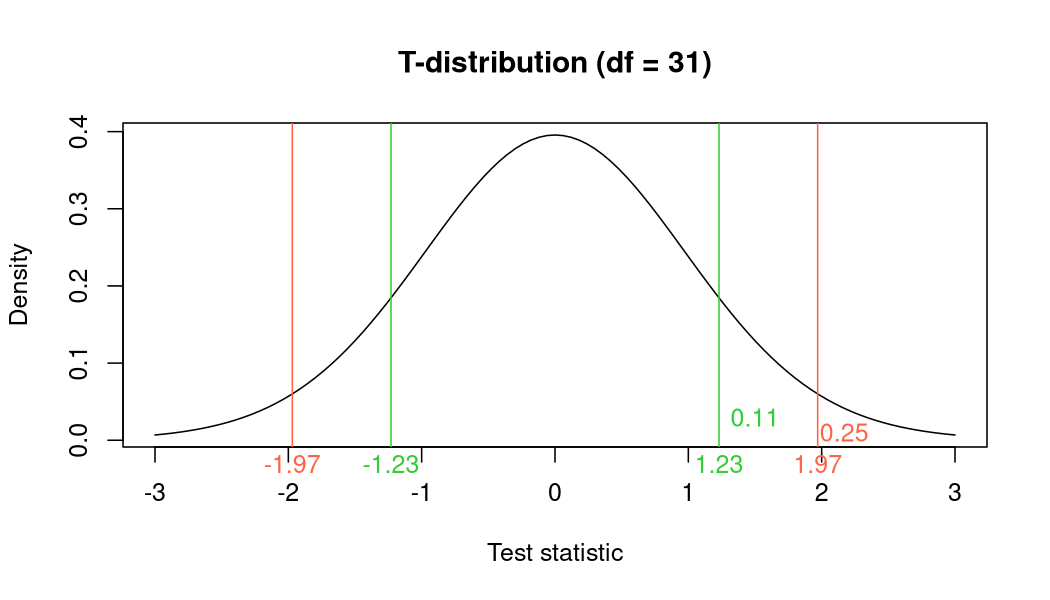 T-distribution (df = 31)
Density
0.4
0.3
0.2
0.1
0.0
0.11
0.25
-1.97 -1.23 1.23 1.97
-3 -2 -1 0 1 2 3
Test statistic